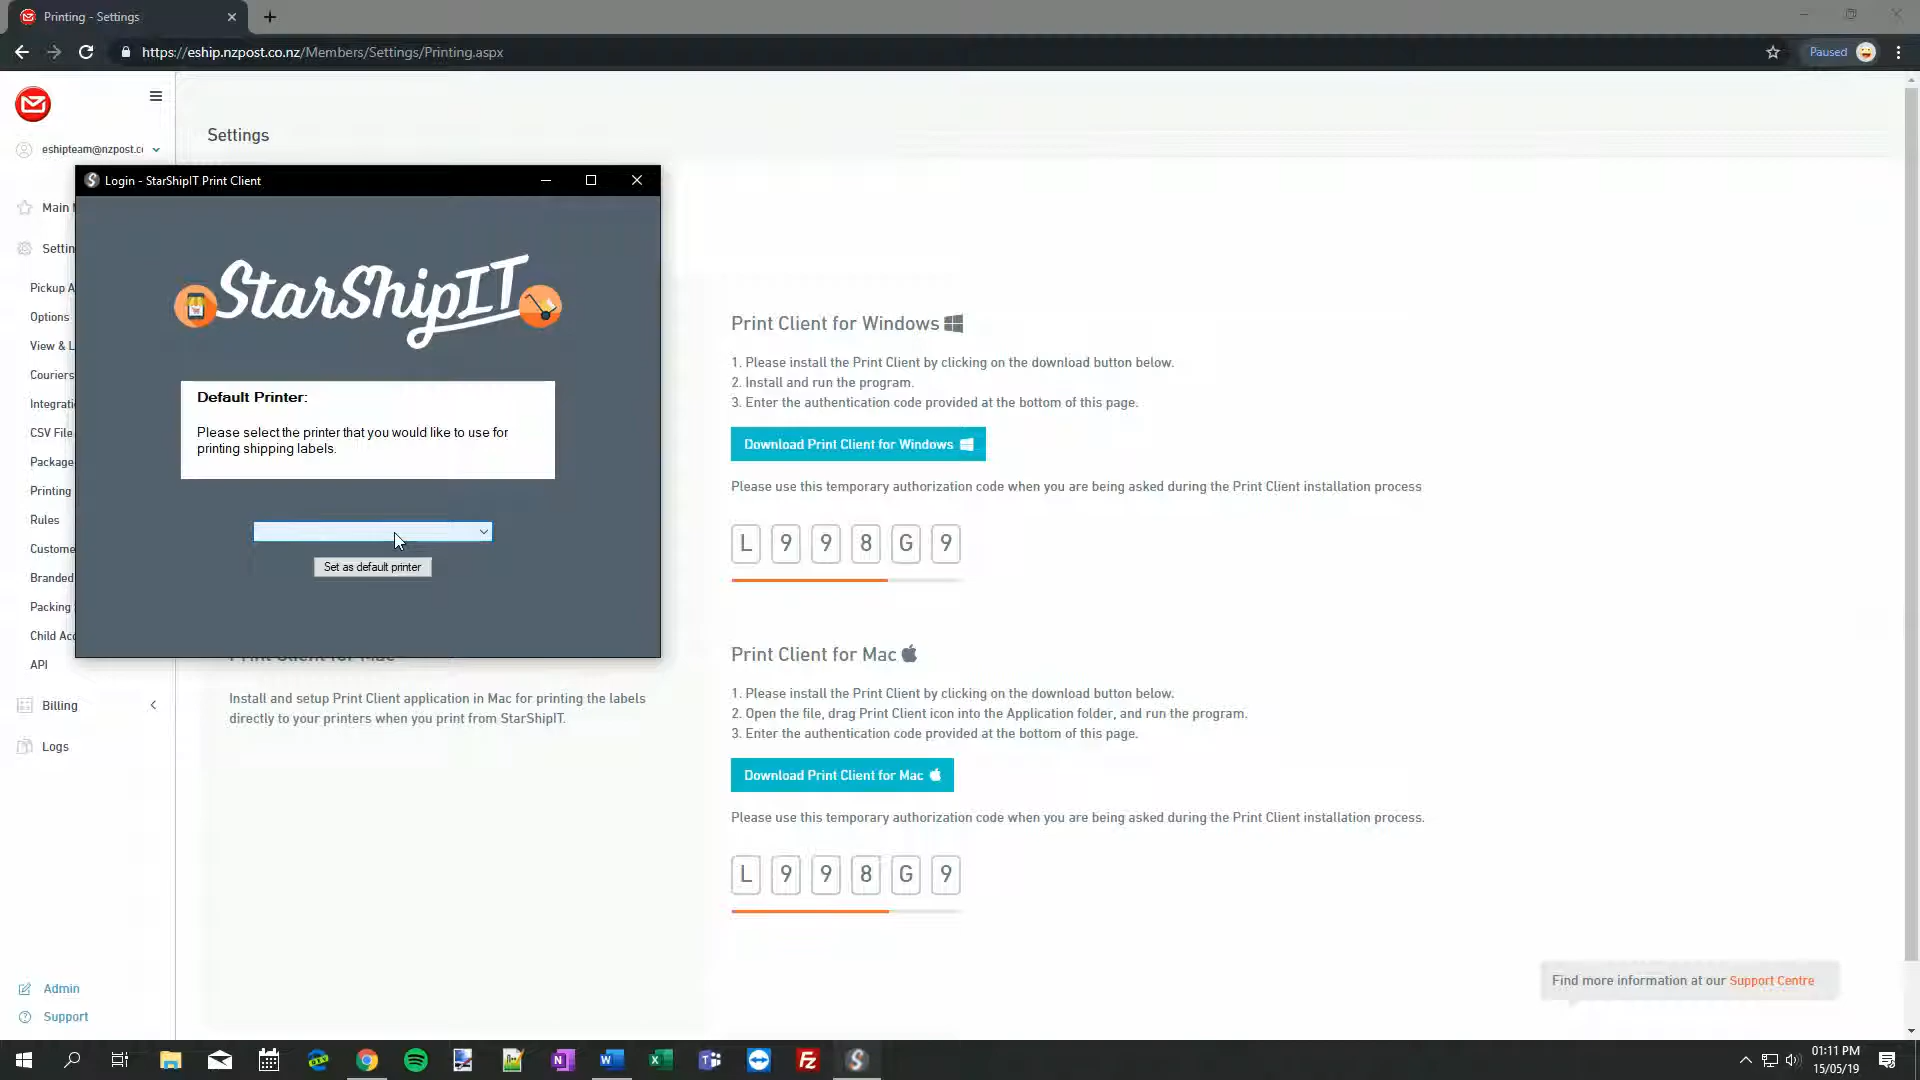 Printing - Settings
https://eship.nzpost.co.nz/Members/Settings/Printing.aspx
Paused
eshipteam@nzpost.c
Settings
Main
Settin
Pickup A
Options
View & L
Couriers
Integrati
CSV File
Package
Printing
Rules
Custome
Branded
Packing
Child Acc
API
Billing
Logs
Admin
Support
Login - StarShipIT Print Client
StarShipIT
Default Printer:
Please select the printer that you would like to use for
printing shipping labels.
Set as default printer
Print Client for Mac
Install and setup Print Client application in Mac for printing the labels
directly to your printers when you print from StarShipIT.
Print Client for Windows
1. Please install the Print Client by clicking on the download button below.
2. Install and run the program.
3. Enter the authentication code provided at the bottom of this page.
Download Print Client for Windows
Please use this temporary authorization code when you are being asked during the Print Client installation process
L 9 9 8 G 9
Print Client for Mac
1. Please install the Print Client by clicking on the download button below.
2. Open the file, drag Print Client icon into the Application folder, and run the program.
3. Enter the authentication code provided at the bottom of this page.
Download Print Client for Mac
Please use this temporary authorization code when you are being asked during the Print Client installation process.
L 9 9 8 G 9
Find more information at our Support Centre
01:11 PM
15/05/19